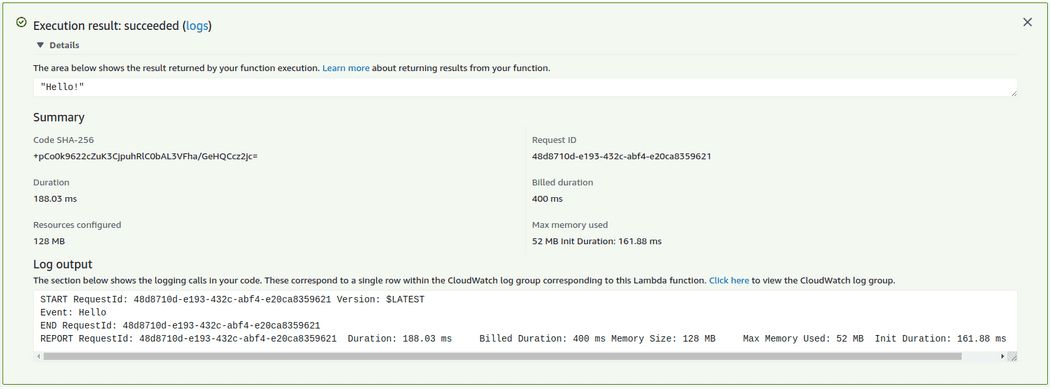 Execution result: succeeded (logs)
Details
The area below shows the result returned by your function execution. Learn more about returning results from your function.
"Hello!"
Summary
Code SHA-256
+pCo0k9622cZuK3CjpuhRlC0bAL3VFha/GeHQCcz2jc=
Request ID
48d8710d-e193-432c-abf4-e20ca8359621
Duration
188.03 ms
Billed duration
400 ms
Resources configured
128 MB
Max memory used
52 MB Init Duration: 161.88 ms
Log output
The section below shows the logging calls in your code. These correspond to a single row within the CloudWatch log group corresponding to this Lambda function. Click here to view the CloudWatch log group.
START RequestId: 48d8710d-e193-432c-abf4-e20ca8359621 Version: $LATEST
Event: Hello
END RequestId: 48d8710d-e193-432c-abf4-e20ca8359621
REPORT RequestId: 48d8710d-e193-432c-abf4-e20ca8359621 Duration: 188.03 ms Billed Duration: 400 ms Memory Size: 128 MB Max Memory Used: 52 MB Init Duration: 161.88 ms